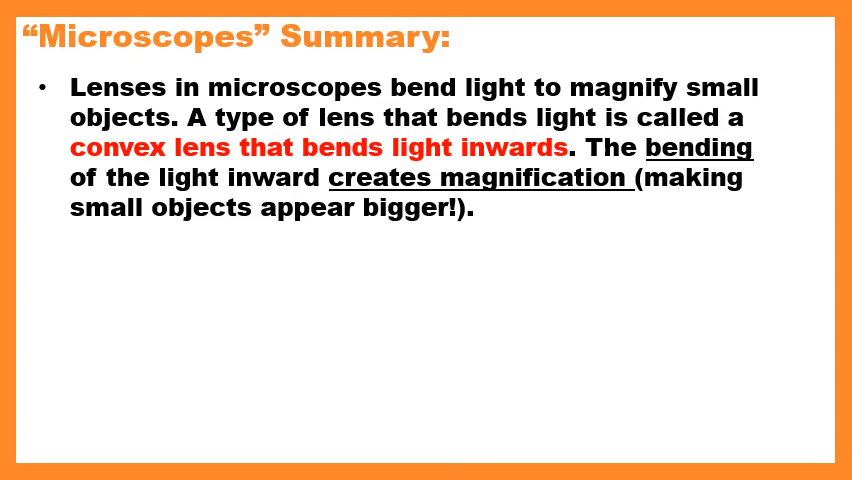 “Microscopes” Summary:
• Lenses in microscopes bend light to magnify small
objects. A type of lens that bends light is called a
convex lens that bends light inwards. The bending
of the light inward creates magnification (making
small objects appear bigger!).